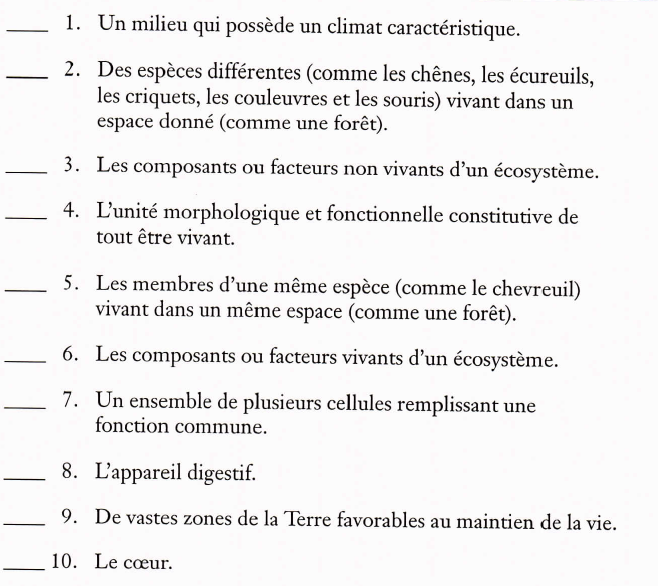 ____ 1. Un milieu qui possède un climat caractéristique.
____ 2. Des espèces différentes (comme les chênes, les écureuils,
les criquets, les couleuvres et les souris) vivant dans un
espace donné (comme une forêt).
____ 3. Les composants ou facteurs non vivants d'un écosystème.
____ 4. L'unité morphologique et fonctionnelle constitutive de
tout être vivant.
____ 5. Les membres d'une même espèce (comme le chevreuil)
vivant dans un même espace (comme une forêt).
____ 6. Les composants ou facteurs vivants d'un écosystème.
____ 7. Un ensemble de plusieurs cellules remplissant une
fonction commune.
____ 8. L'appareil digestif.
____ 9. De vastes zones de la Terre favorables au maintien de la vie.
____ 10. Le cœur.